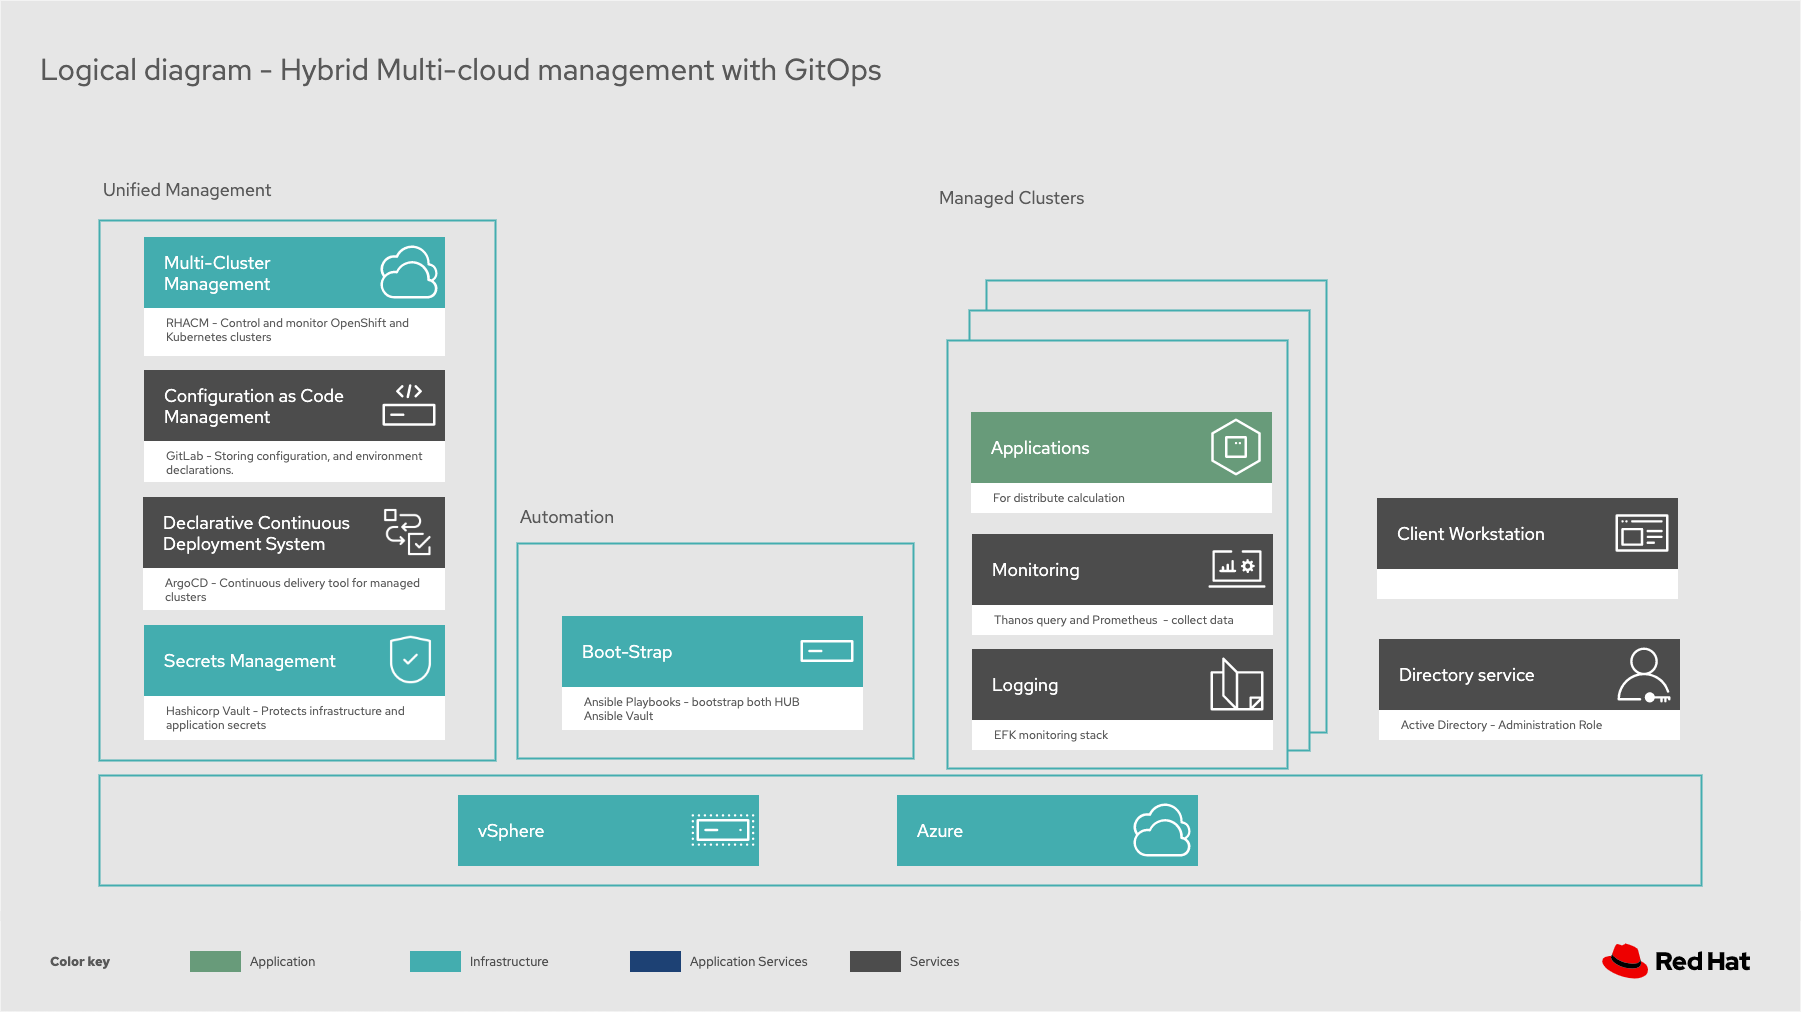 Logical diagram - Hybrid Multi-cloud management with GitOps
Unified Management
Multi-Cluster
Management
RHACM - Control and monitor OpenShift and
Kubernetes clusters
</>
Configuration as Code
Management
GitLab - Storing configuration, and environment
declarations.
Declarative Continuous
Deployment System
ArgoCD - Continuous delivery tool for managed
clusters
Secrets Management
Hashicorp Vault - Protects infrastructure and
application secrets
Automation
Boot-Strap
Ansible Playbooks - bootstrap both HUB
Ansible Vault
Managed Clusters
Applications
For distribute calculation
Monitoring
Thanos query and Prometheus  - collect data
Logging
EFK monitoring stack
Client Workstation
Directory service
Active Directory - Administration Role
vSphere
Azure
Color key
Application
Infrastructure
Application Services
Services
Red Hat